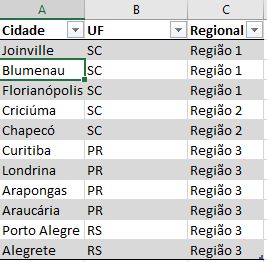 A B C
Cidade UF Regional
Joinville SC Região 1
Blumenau SC Região 1
Florianópolis SC Região 1
Criciúma SC Região 2
Chapecó SC Região 2
Curitiba PR Região 3
Londrina PR Região 3
Arapongas PR Região 3
Araucária PR Região 3
Porto Alegre RS Região 3
Alegrete RS Região 3